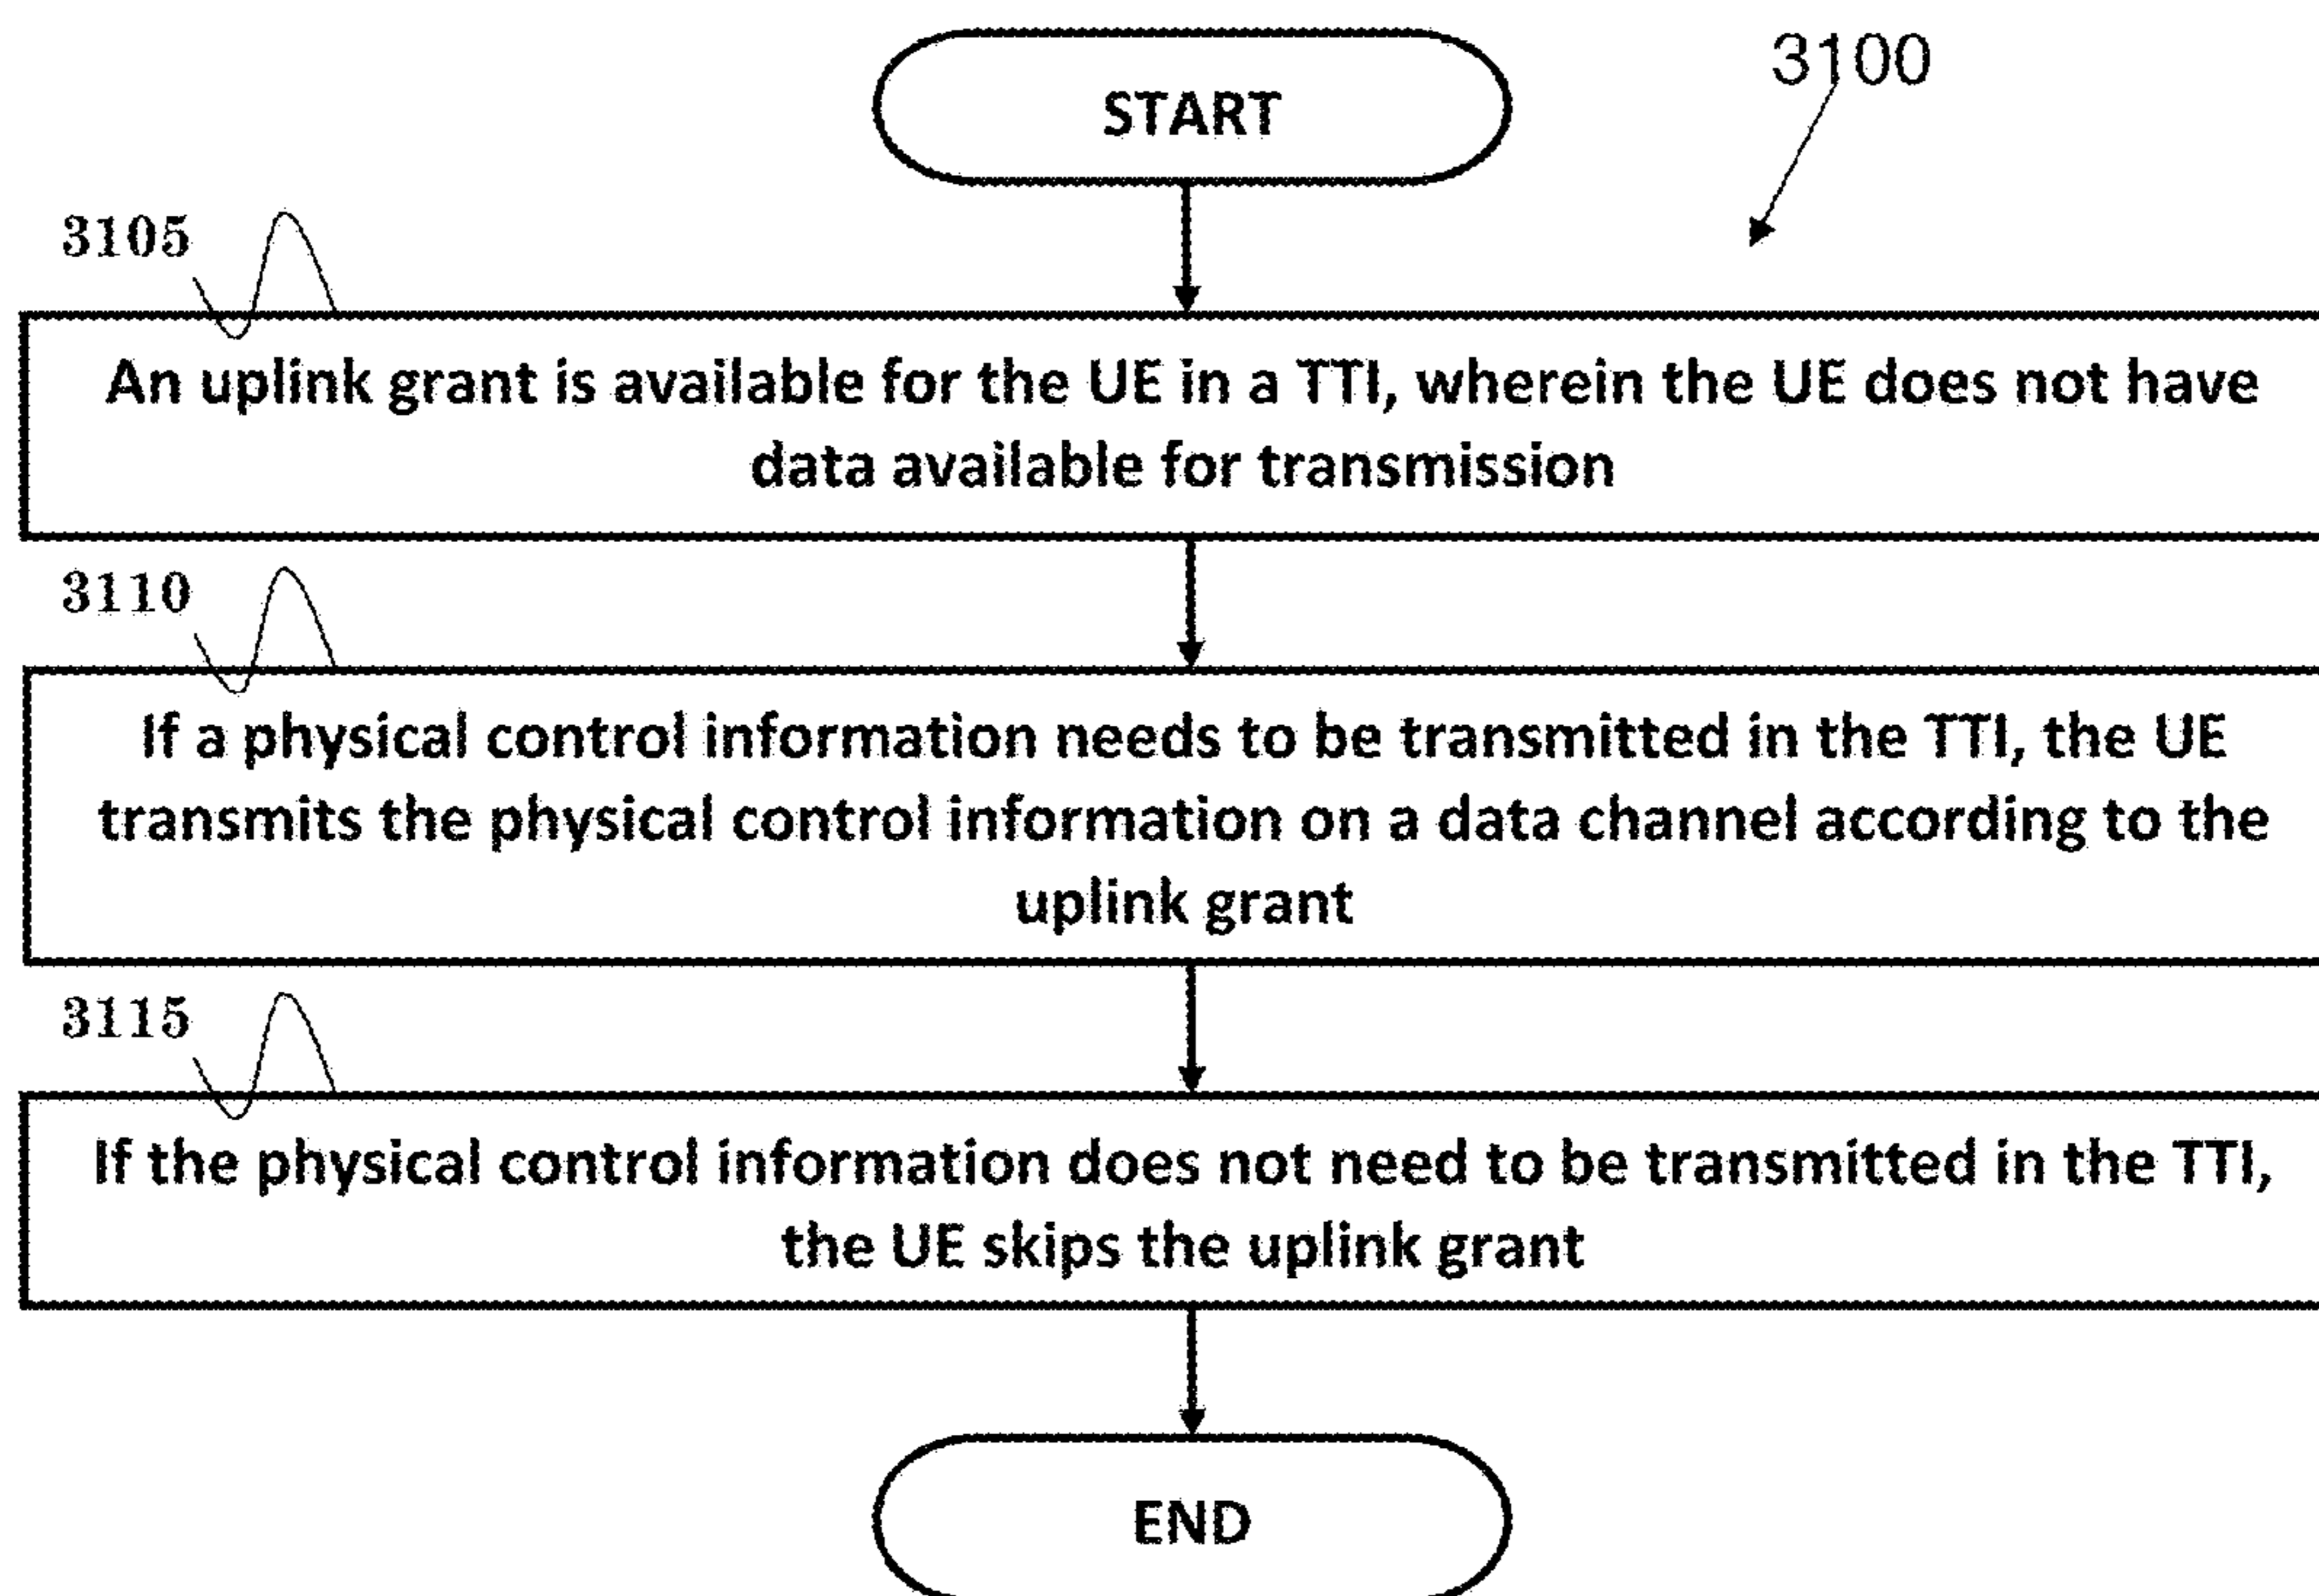 START
3100
3105
An uplink grant is available for the UE in a TTI, wherein the UE does not have
data available for transmission
3110
If a physical control information needs to be transmitted in the TTI, the UE
transmits the physical control information on a data channel according to the
uplink grant
3115
If the physical control information does not need to be transmitted in the TTI,
the UE skips the uplink grant
END